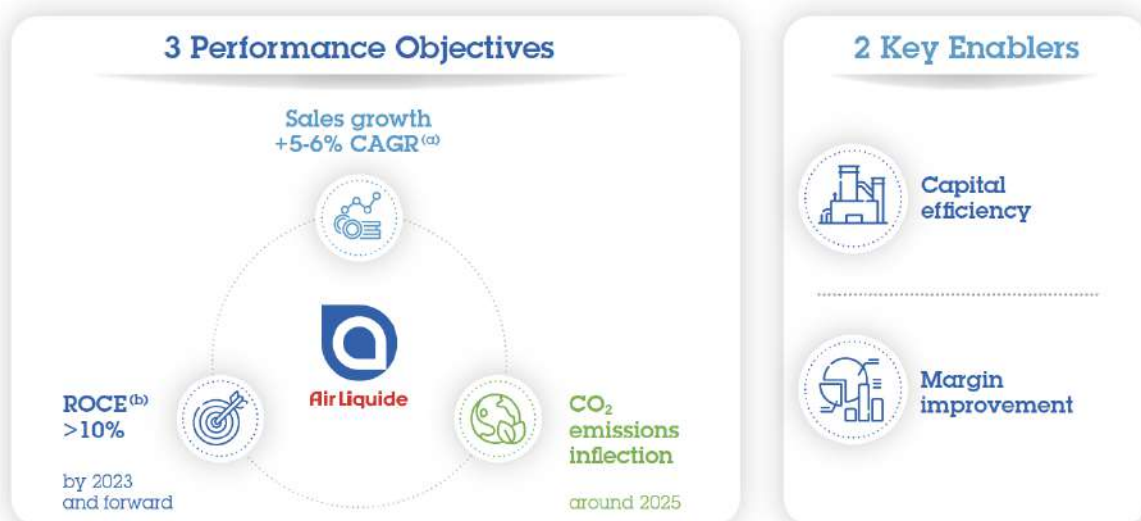 3 Performance Objectives
Sales growth
+5-6% CAGR(a)
Air Liquide
ROCE(b)
>10%
by 2023
and forward
CO₂
emissions
inflection
around 2025
2 Key Enablers
Capital
efficiency
Margin
improvement